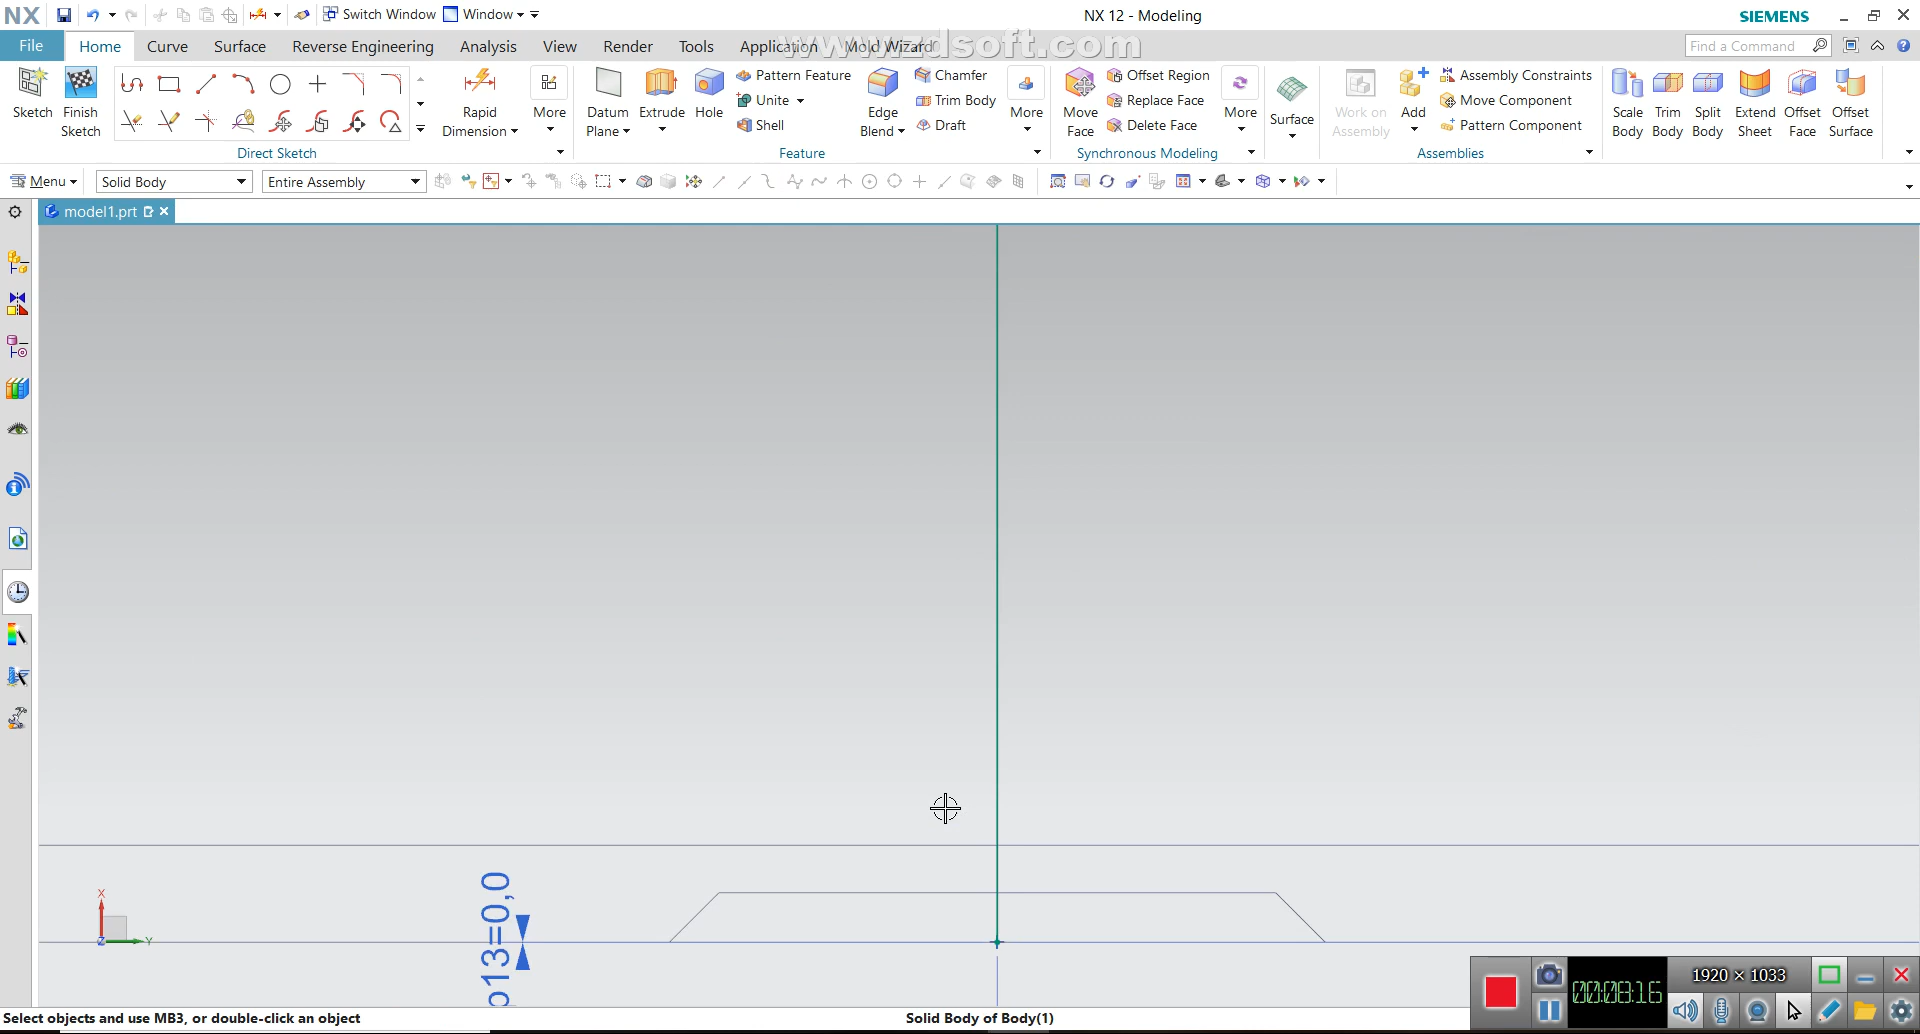 NX Switch Window Window NX 12 - Modeling SIEMENS
File Home Curve Surface Reverse Engineering Analysis View Render Tools Application Mold Wizard Find a Command
www.zdsoft.com
Sketch Finish Sketch
Rapid Dimension More
Direct Sketch
Datum Plane Extrude Hole
Pattern Feature
Unite
Shell
Edge Blend
Chamfer
Trim Body
Draft
More
Feature
Move Face
Offset Region
Replace Face
Delete Face
More
Synchronous Modeling
Surface
Work on Assembly
Add
Assembly Constraints
Move Component
Pattern Component
Assemblies
Scale Body Trim Body Split Body Extend Sheet Offset Face Offset Surface
Menu Solid Body Entire Assembly
model1.prt
X
Z Y
p13=0,0
1920 × 1033
00:08:16
Select objects and use MB3, or double-click an object Solid Body of Body(1)